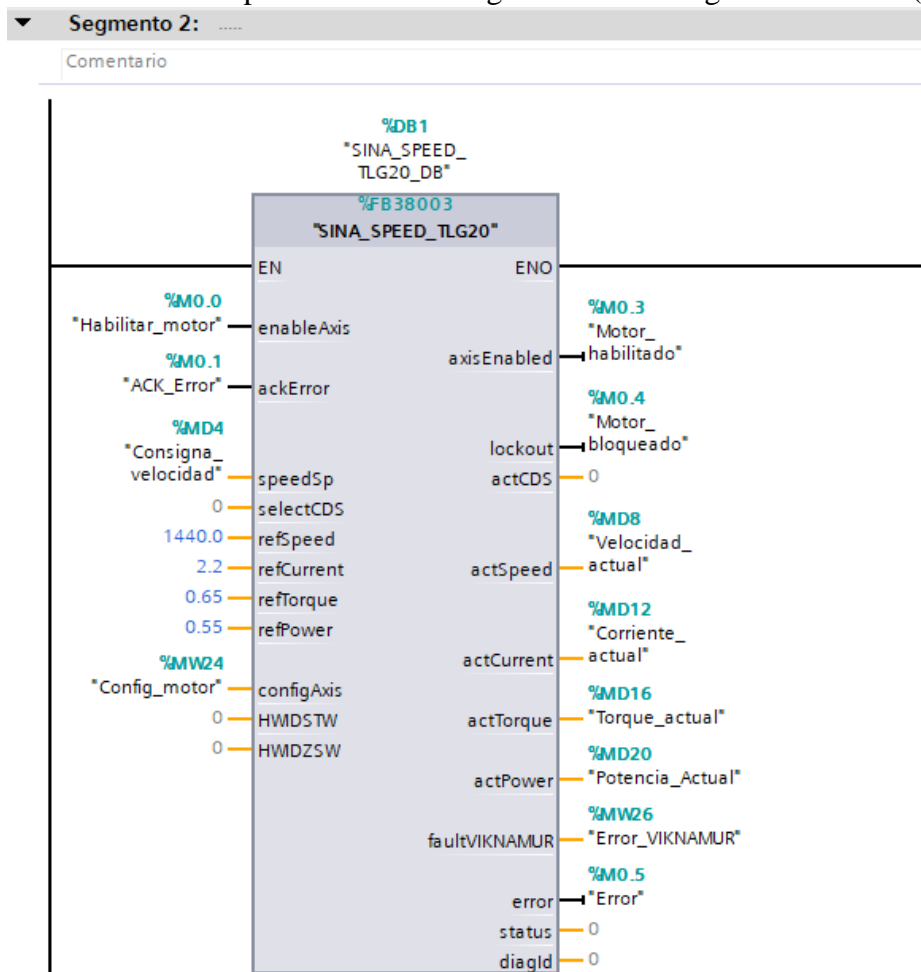 Segmento 2: .....
Comentario
%DB1
"SINA_SPEED_
TLG20_DB"
%FB38003
"SINA_SPEED_TLG20"
EN ENO
%M0.0
"Habilitar_motor" enableAxis
%M0.3
"Motor_
habilitado"
axisEnabled
%M0.1
"ACK_Error" ackError
%M0.4
"Motor_
bloqueado"
lockout
%MD4
"Consigna_
velocidad" speedSp
actCDS 0
0 selectCDS
1440.0 refSpeed
%MD8
"Velocidad_
actual"
2.2 refCurrent actSpeed
0.65 refTorque
%MD12
"Corriente_
actual"
0.55 refPower
actCurrent
%MW24
"Config_motor" configAxis
%MD16
0 HWIDSTW actTorque "Torque_actual"
0 HWIDZSW
%MD20
actPower "Potencia_Actual"
%MW26
faultVIKNAMUR "Error_VIKNAMUR"
%M0.5
error "Error"
status 0
diagId 0